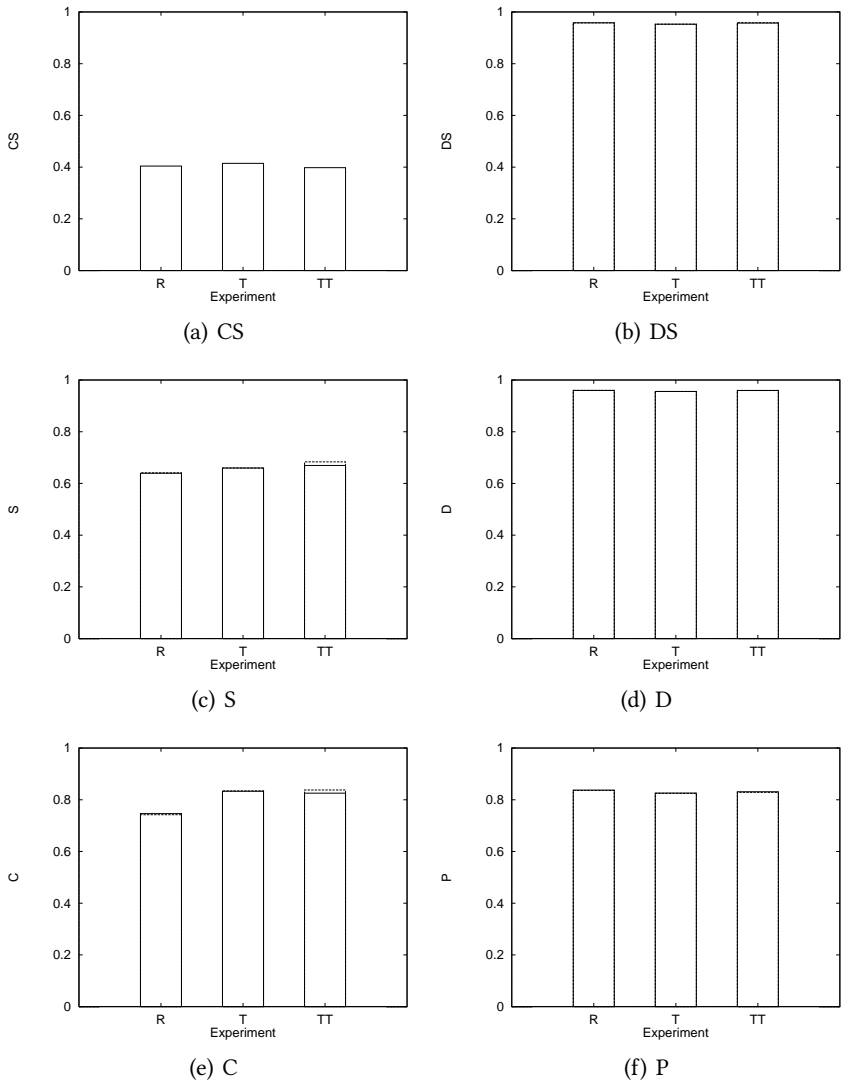 1
0.8
0.6
CS
0.4
0.2
0
R T TT
Experiment
(a) CS
1
0.8
0.6
DS
0.4
0.2
0
R T TT
Experiment
(b) DS
1
0.8
0.6
S
0.4
0.2
0
R T TT
Experiment
(c) S
1
0.8
0.6
D
0.4
0.2
0
R T TT
Experiment
(d) D
1
0.8
0.6
C
0.4
0.2
0
R T TT
Experiment
(e) C
1
0.8
0.6
P
0.4
0.2
0
R T TT
Experiment
(f) P